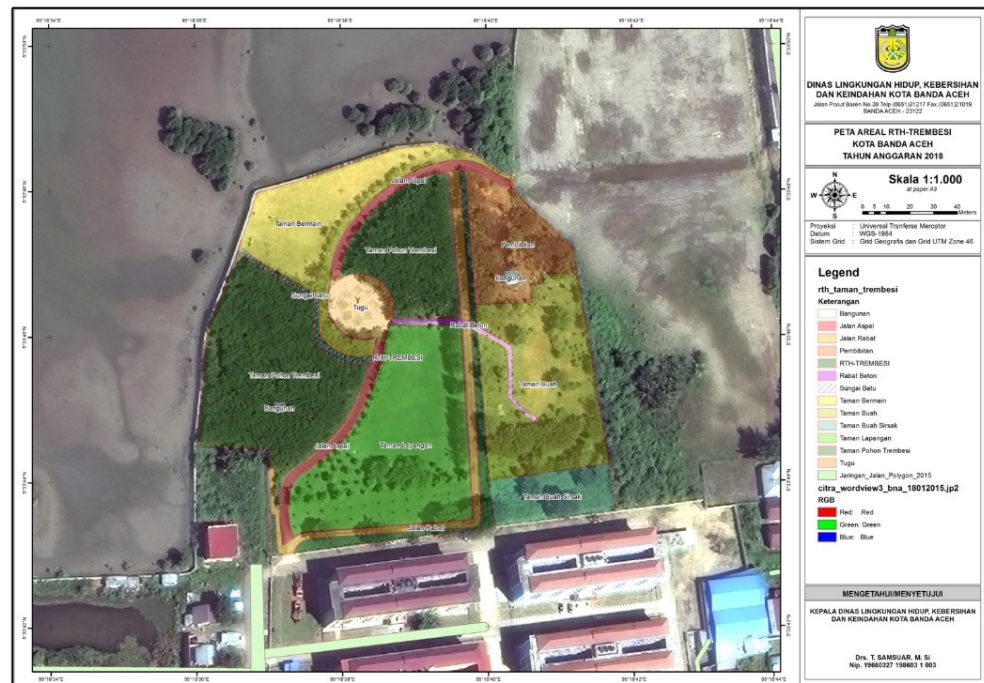 DINAS LINGKUNGAN HIDUP, KEBERSIHAN
DAN KEINDAHAN KOTA BANDA ACEH
BANDA ACEH - 23122
PETA AREAL RTH-TREMBESI
KOTA BANDA ACEH
TAHUN ANGGARAN 2018
N
W E
S
Skala 1:1.000
at paper A3
0 5 10 20 30 40
Meters
Proyeksi : Universal Tranferse Mercator
Datum : WGS-1984
Sistem Grid : Grid Geografis dan Grid UTM Zone 46
Legend
rth_taman_trembesi
Keterangan
Bangunan
Jalan Aspal
Jalan Rabat
Pembibitan
RTH-TREMBESI
Rabat Beton
Sungai Batu
Taman Bermain
Taman Buah
Taman Buah Sirsak
Taman Lapangan
Taman Pohon Trembesi
Tugu
Jaringan_Jalan_Polygon_2015
citra_wordview3_bna_18012015.jp2
RGB
Red: Red
Green: Green
Blue: Blue
MENGETAHUI/MENYETUJUI
KEPALA DINAS LINGKUNGAN HIDUP, KEBERSIHAN
DAN KEINDAHAN KOTA BANDA ACEH
Drs. T. SAMSUAR, M. Si
Nip. 19660327 198603 1 003
Jalan Aspal
Taman Bermain
Taman Pohon Trembesi
Pembibitan
Bangunan
Sungai Batu
Tugu
Rabat Beton
RTH-TREMBESI
Taman Pohon Trembesi
Taman Buah
Bangunan
Jalan Aspal
Taman Lapangan
Taman Buah Sirsak
Jalan Rabat